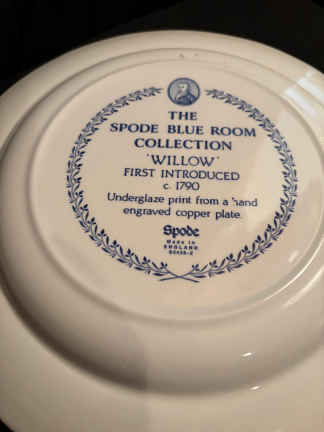 THE
SPODE BLUE ROOM
COLLECTION
'WILLOW'
FIRST INTRODUCED
c. 1790
Underglaze print from a hand
engraved copper plate.
Spode
MADE IN
ENGLAND